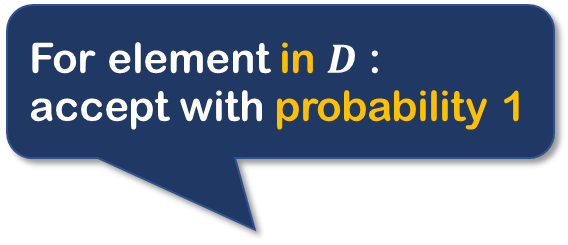 For element in D :
accept with probability 1